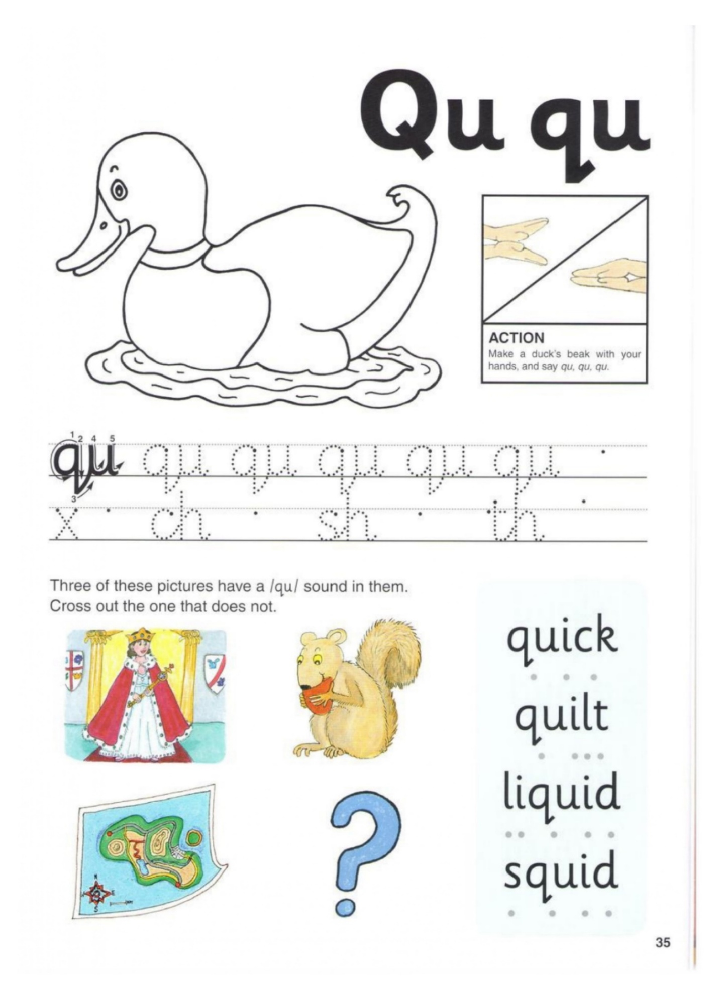 Qu qu
ACTION
Make a duck's beak with your
hands, and say qu, qu, qu.
1 2 4 5
qu qu qu qu qu qu
3
x ch sh th
Three of these pictures have a /qu/ sound in them.
Cross out the one that does not.
quick
quilt
liquid
squid
?
N
E
S
35